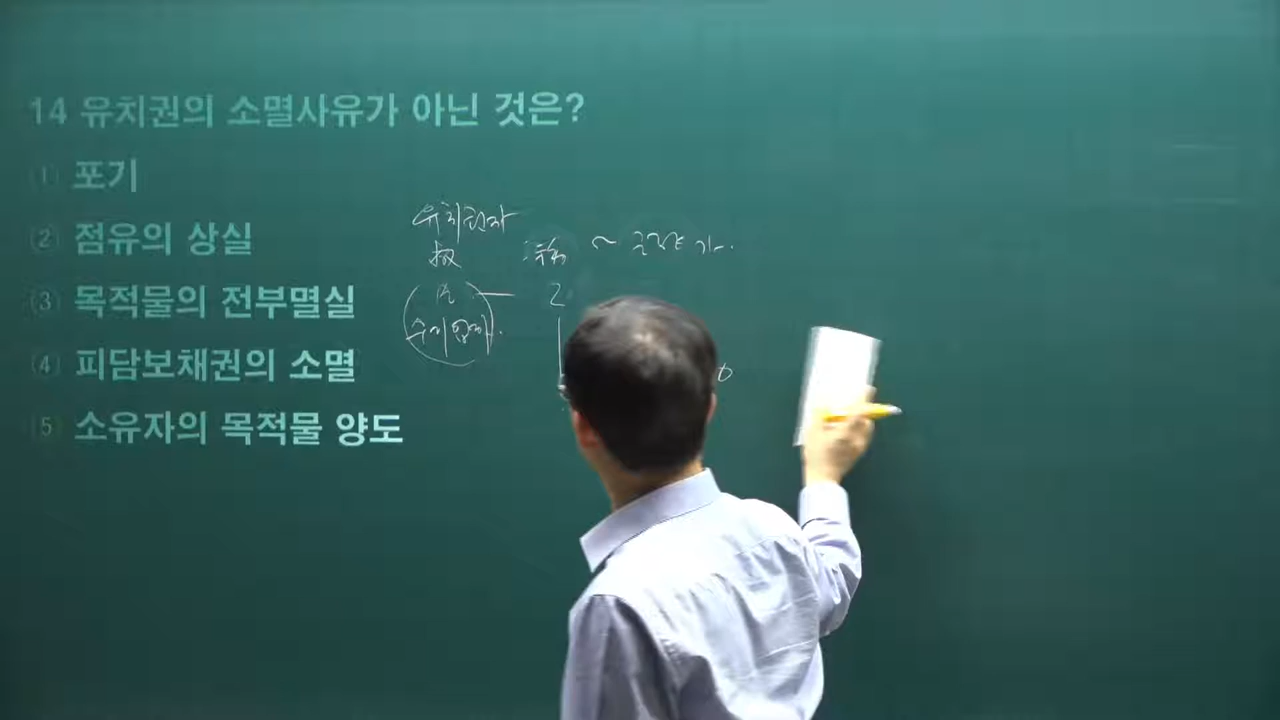 14 유치권의 소멸사유가 아닌 것은?
(1) 포기
(2) 점유의 상실
(3) 목적물의 전부멸실
(4) 피담보채권의 소멸
(5) 소유자의 목적물 양도
유치권자
2